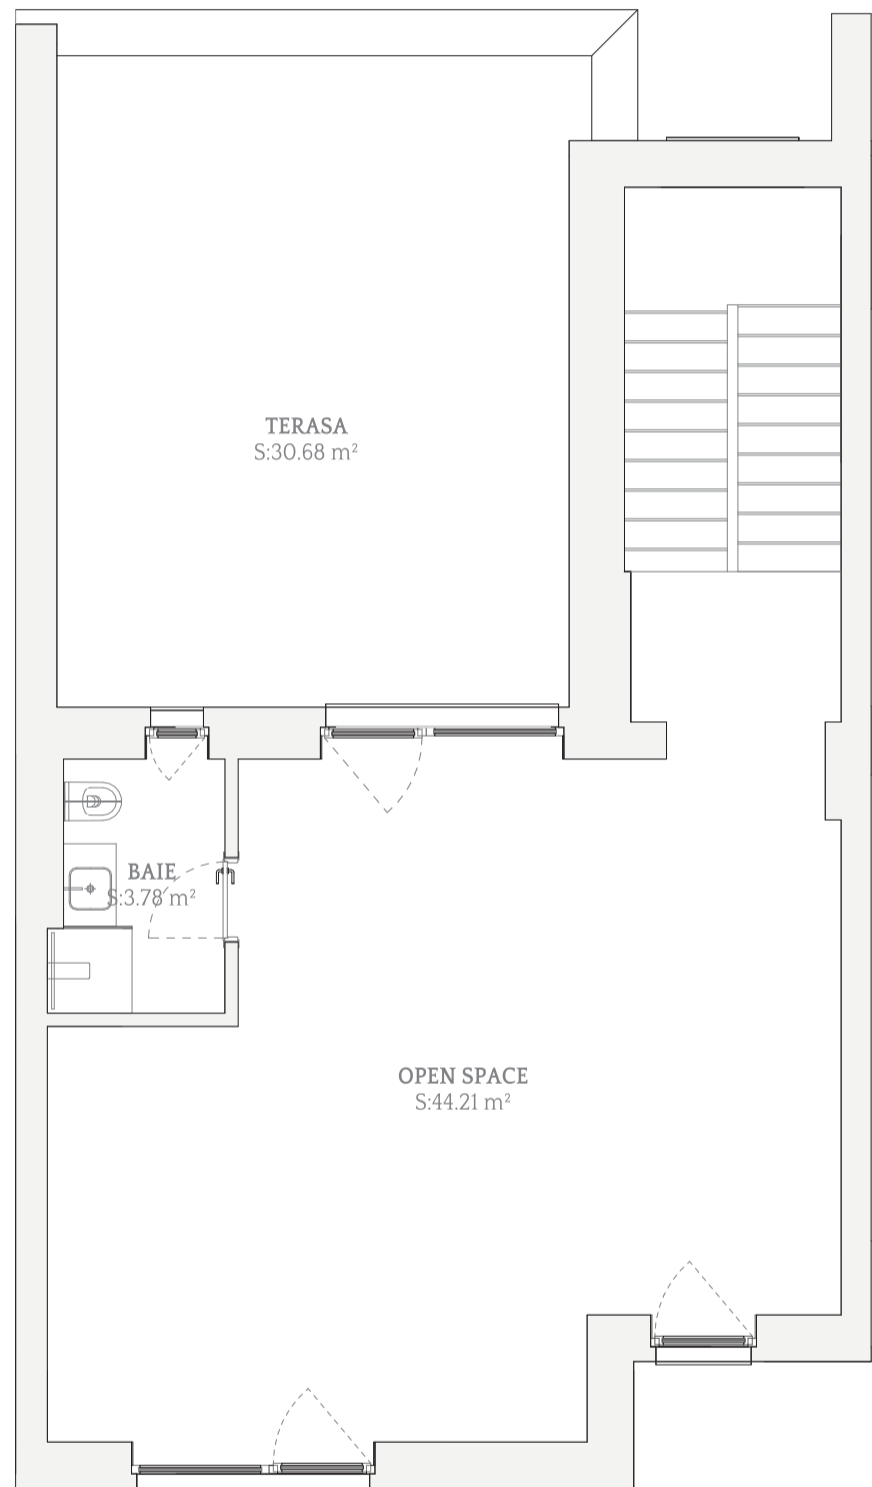 TERASA
S:30.68 m²
BAIE
S:3.78 m²
OPEN SPACE
S:44.21 m²